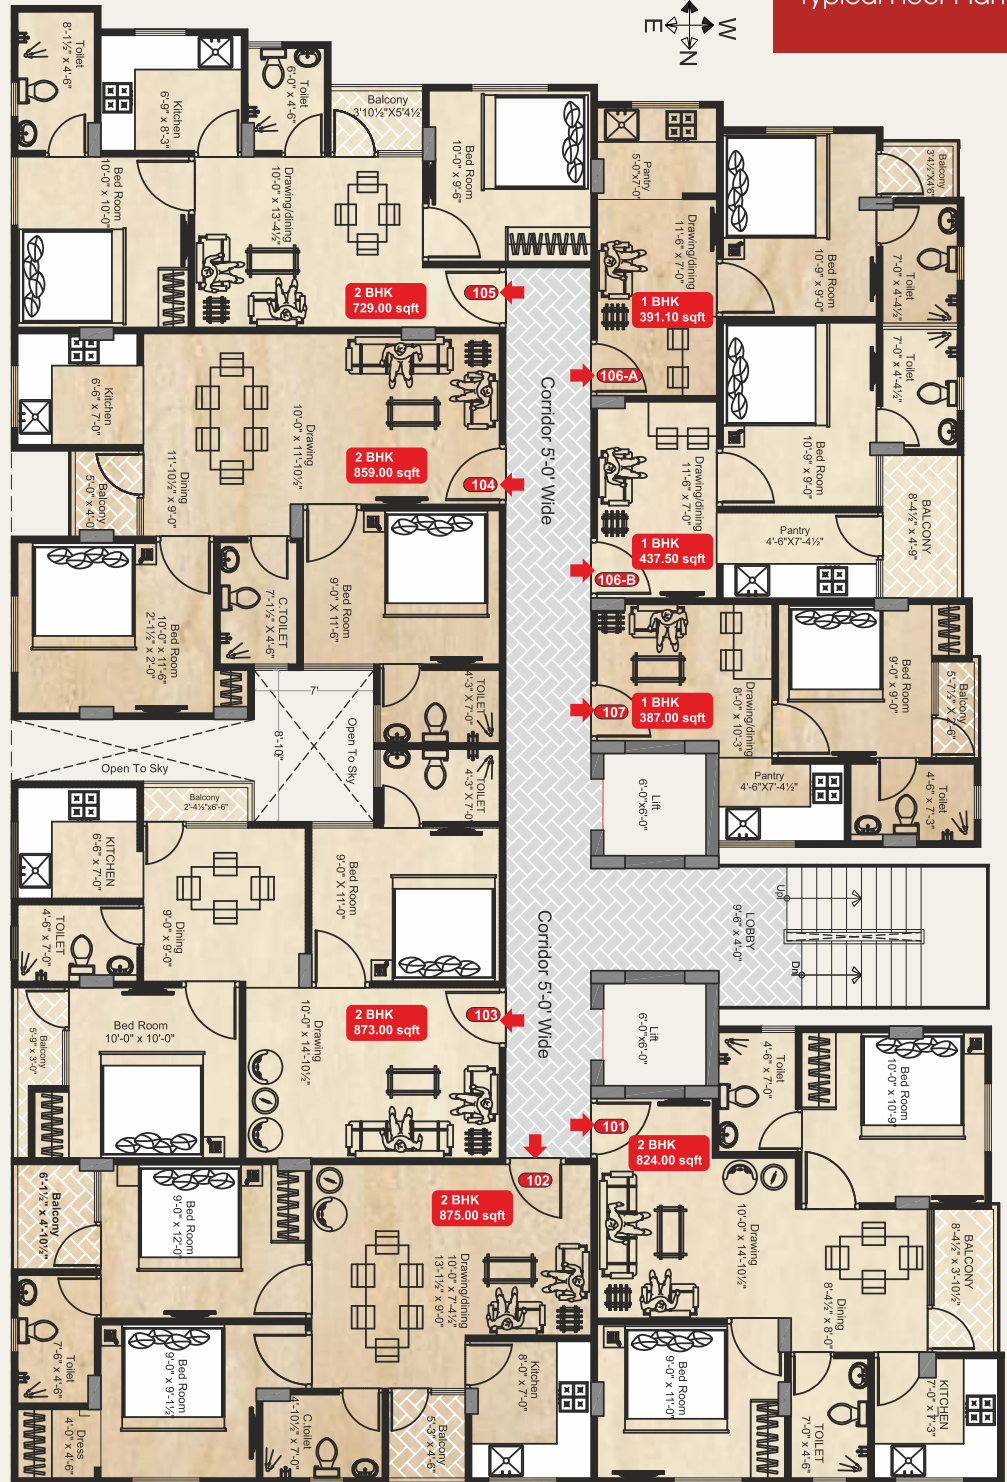 Typical Floor Plan
W
E
N
Toilet
8'-1½" x 4'-6"
Kitchen
6'-9" x 8'-3"
Toilet
6'-0" x 4'-6"
Balcony
3'10½"X5'4½"
Bed Room
10'-0" x 9'-6"
Bed Room
10'-0" x 10'-0"
Drawing/dining
10'-0" x 13'-4½"
2 BHK
729.00 sqft
105
Pantry
5'-0"x7'-0"
Drawing/dining
11'-6" x 7'-0"
1 BHK
391.10 sqft
106-A
Bed Room
10'-9" x 9'-0"
Balcony
3'4½"X4'6"
Toilet
7'-0" x 4'-4½"
Toilet
7'-0" x 4'-4½"
Kitchen
6'-6" x 7'-0"
Drawing
10'-0" x 11'-10½"
Dining
11'-10½" x 9'-0"
2 BHK
859.00 sqft
104
Balcony
5'-0" x 4'-0"
Corridor 5'-0' Wide
Drawing/dining
11'-6" x 7'-0"
1 BHK
437.50 sqft
106-B
Bed Room
10'-9" x 9'-0"
Pantry
4'-6"X7'-4½"
BALCONY
8'-4½" x 4'-9"
Bed Room
10'-0" x 11'-6"
2'-1½" x 2'-0"
C.TOILET
7'-1½" X 4'-6"
Bed Room
9'-0" X 11'-6"
TOILET
4'-3" X 7'-0"
7'
8'-10"
Open To Sky
Open To Sky
TOILET
4'-3" X 7'-0"
1 BHK
387.00 sqft
107
Drawing/dining
8'-0" x 10'-3"
Bed Room
9'-0" x 9'-0"
Balcony
5'-7½" X 2'-6"
Pantry
4'-6"X7'-4½"
Toilet
4'-6" x 7'-3"
Lift
6'-0"x6'-0"
Balcony
2'-4½"x6'-6"
KITCHEN
6'-6" x 7'-0"
Dining
9'-0" x 9'-0"
Bed Room
9'-0" X 11'-0"
TOILET
4'-6" x 7'-0"
Corridor 5'-0' Wide
LOBBY
9'-6" x 4'-0"
Up
Dn
Lift
6'-0"x6'-0"
Balcony
5'-9" x 3'-0"
Bed Room
10'-0" x 10'-0"
Drawing
10'-0" x 14'-10½"
2 BHK
873.00 sqft
103
Toilet
4'-6" x 7'-0"
Bed Room
10'-0" x 10'-9"
101
2 BHK
824.00 sqft
102
2 BHK
875.00 sqft
Balcony
6'-1½" x 4'-10½"
Bed Room
9'-0" x 12'-0"
Drawing/dining
10'-0" x 7'-4½"
13'-1½" x 9'-0"
Drawing
10'-0" x 14'-10½"
Dining
8'-4½" x 8'-0"
BALCONY
8'-4½" x 3'-10½"
Toilet
7'-6" x 4'-6"
Bed Room
9'-0" x 9'-1½"
Dress
4'-0" x 4'-6"
C.toilet
4'-10½" x 7'-0"
Balcony
5'-3" x 4'-6"
Kitchen
8'-0" x 7'-0"
Bed Room
9'-0" x 11'-0"
TOILET
7'-0" x 4'-6"
KITCHEN
7'-0" x 7'-3"